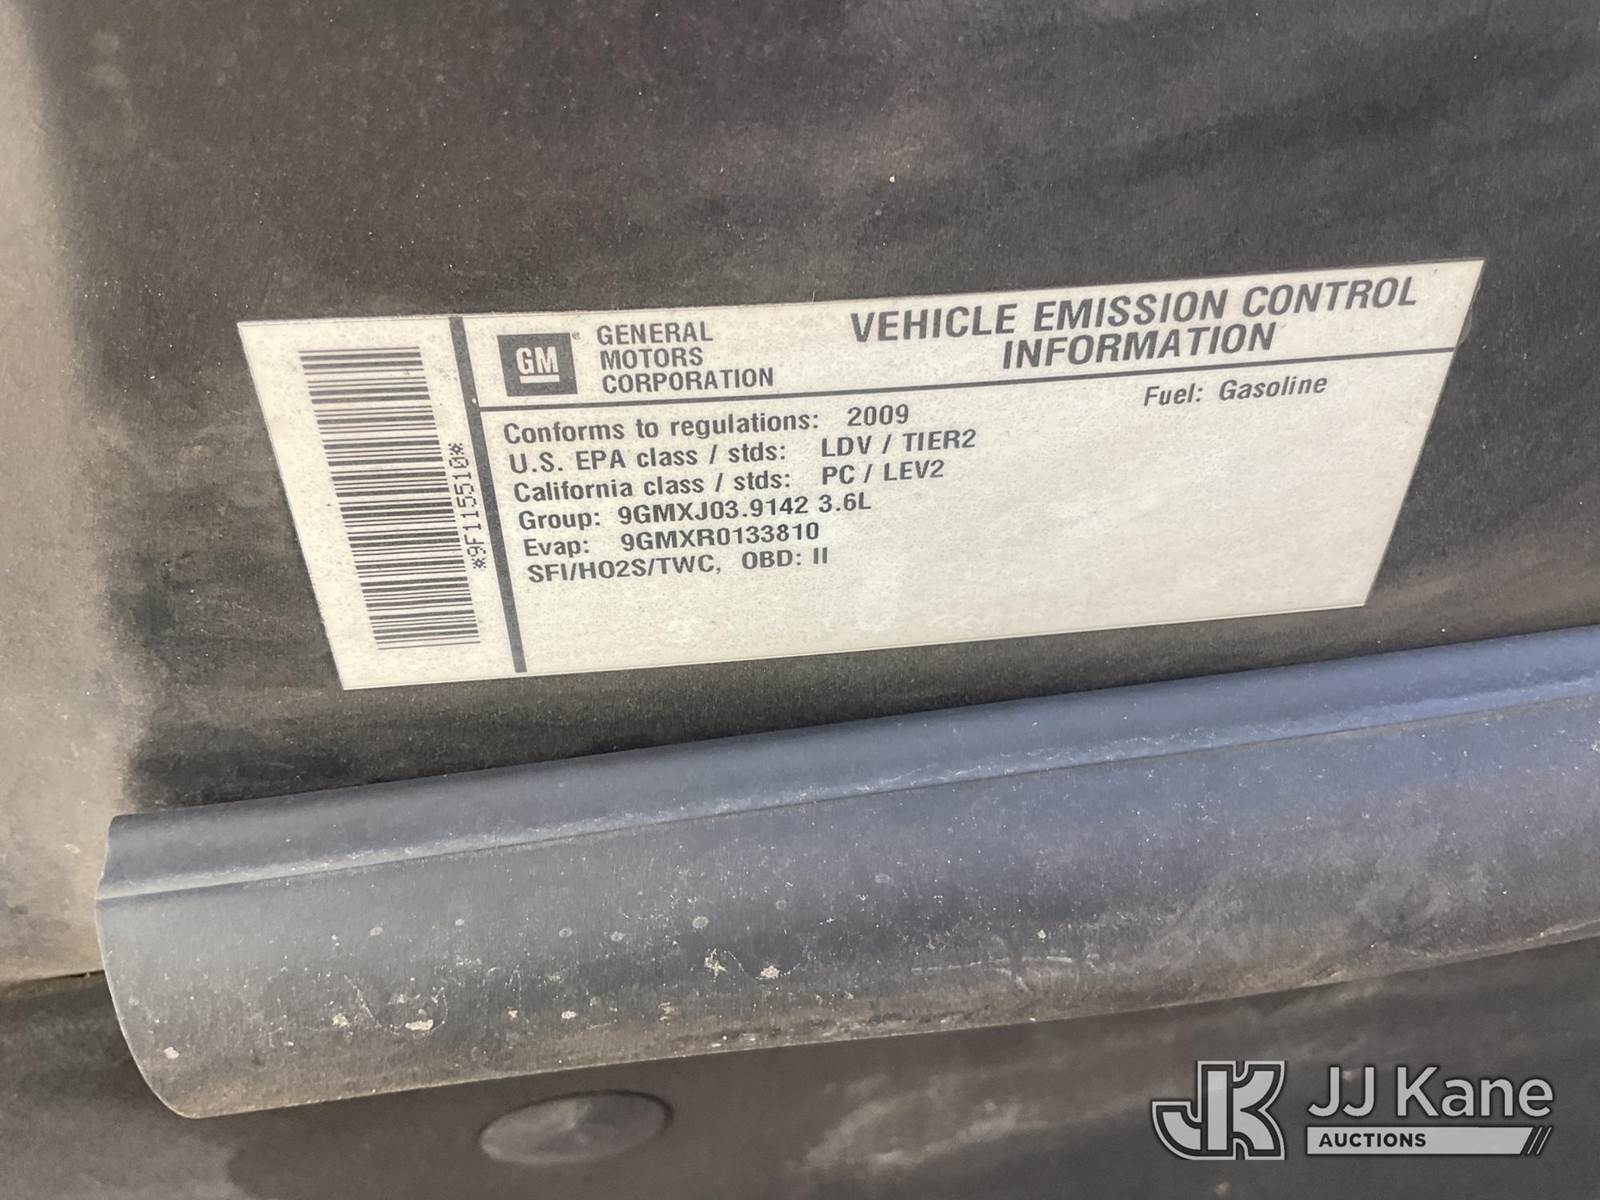 GM
GENERAL
MOTORS
CORPORATION
VEHICLE EMISSION CONTROL
INFORMATION
Fuel: Gasoline
Conforms to regulations: 2009
U.S. EPA class / stds: LDV / TIER2
California class / stds: PC / LEV2
Group: 9GMXJ03.9142 3.6L
Evap: 9GMXR0133810
SFI/HO2S/TWC, OBD: II
*9F115510*
JK JJ Kane
AUCTIONS